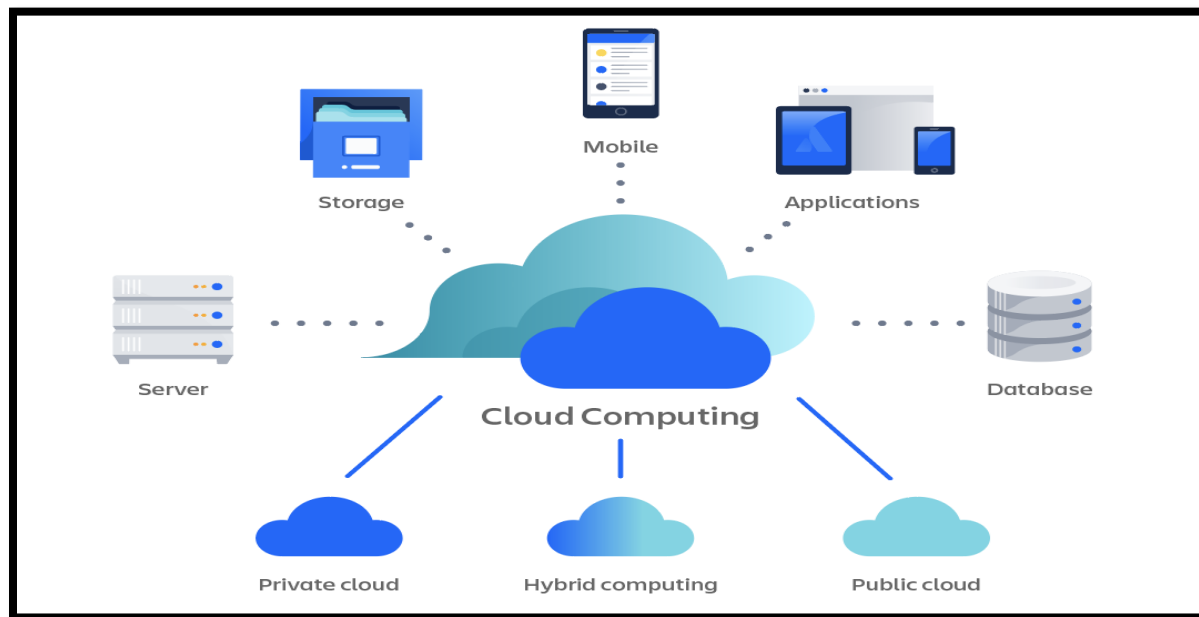 Mobile
Storage
Applications
Server
Database
Cloud Computing
Private cloud
Hybrid computing
Public cloud